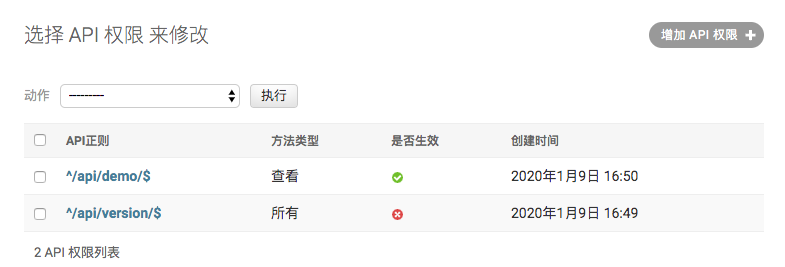 选择 API 权限 来修改
增加 API 权限 +
动作 --------- 执行
API正则 方法类型 是否生效 创建时间
^/api/demo/$ 查看 2020年1月9日 16:50
^/api/version/$ 所有 2020年1月9日 16:49
2 API 权限列表